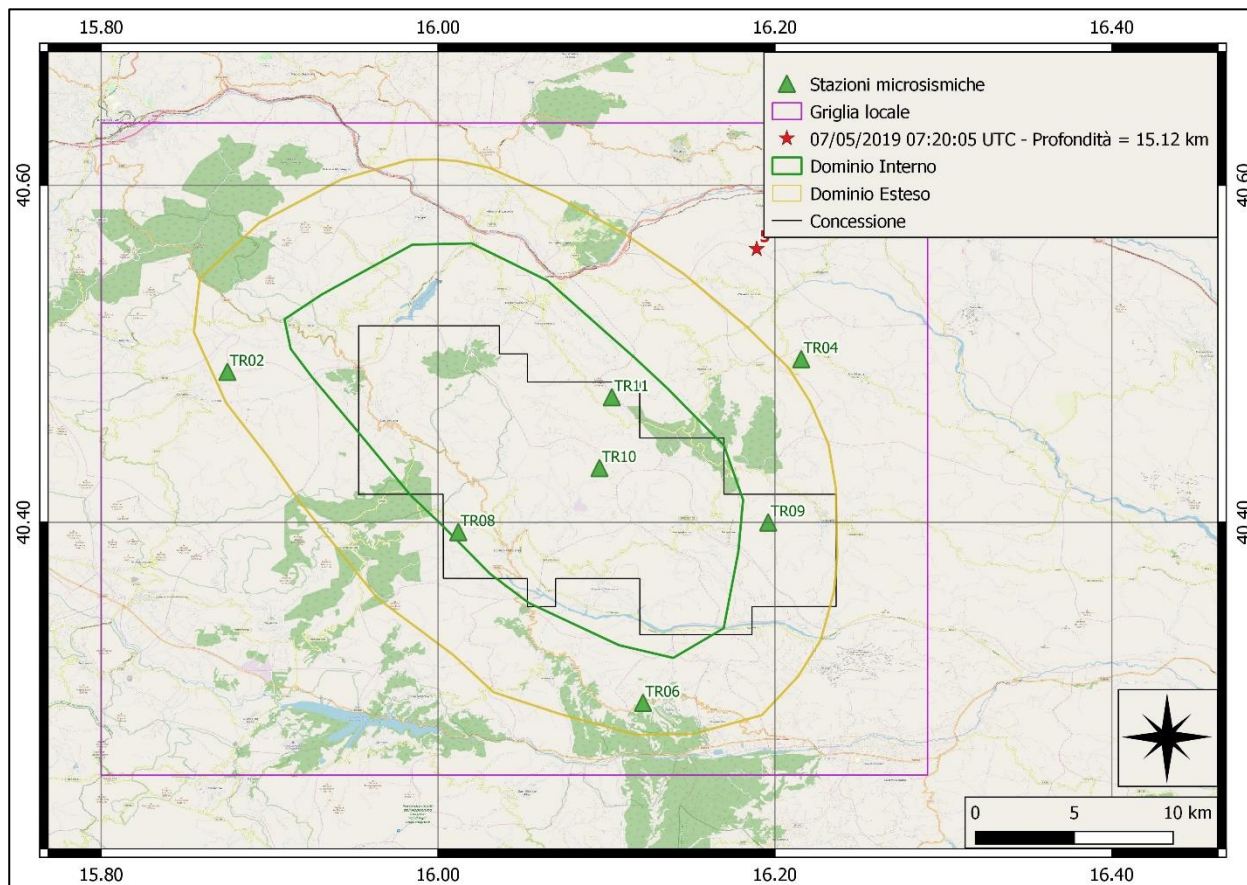 15.80 16.00 16.20 16.40
Stazioni microsismiche
Griglia locale
07/05/2019 07:20:05 UTC - Profondità = 15.12 km
Dominio Interno
Dominio Esteso
Concessione
40.60 40.60
TR04
TR02
TR11
TR10
40.40 40.40
TR09
TR08
TR06
0 5 10 km
15.80 16.00 16.20 16.40